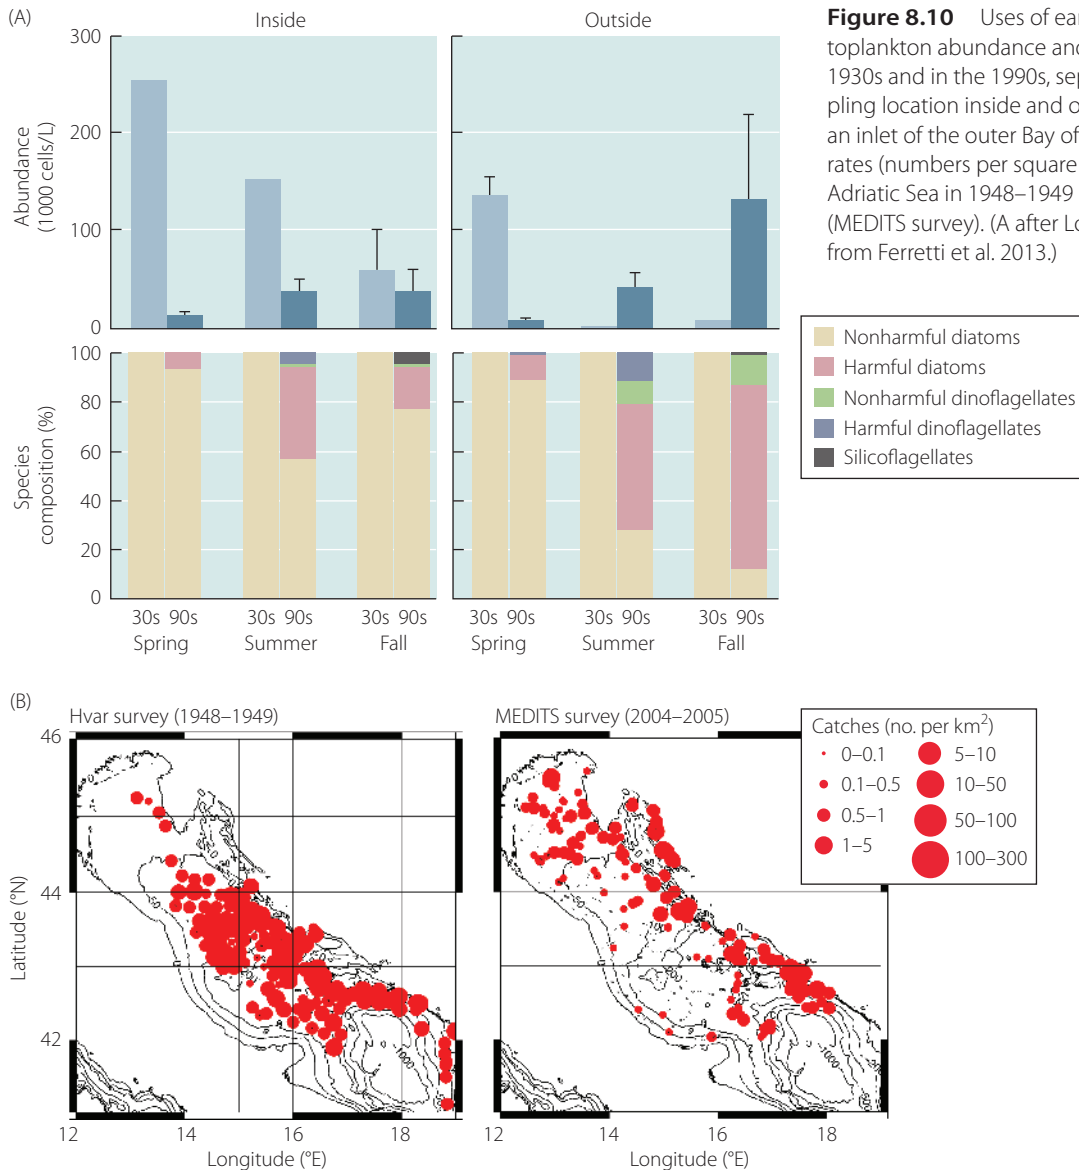 (A)
Inside
Outside
Abundance
(1000 cells/L)
300
200
100
0
Species
composition (%)
100
80
60
40
20
0
30s 90s
Spring
30s 90s
Summer
30s 90s
Fall
30s 90s
Spring
30s 90s
Summer
30s 90s
Fall
Figure 8.10 Uses of
toplankton abundance and
1930s and in the 1990s,
pling location inside and
an inlet of the outer Bay of
rates (numbers per square
Adriatic Sea in 1948–1949
(MEDITS survey). (A after
from Ferretti et al. 2013.)
Nonharmful diatoms
Harmful diatoms
Nonharmful dinoflagellates
Harmful dinoflagellates
Silicoflagellates
(B)
Hvar survey (1948–1949)
MEDITS survey (2004–2005)
Catches (no. per km²)
0–0.1
0.1–0.5
0.5–1
1–5
5–10
10–50
50–100
100–300
Latitude (°N)
46
44
42
12
14
16
18
Longitude (°E)
12
14
16
18
Longitude (°E)
-50
-1000
-50
-1000